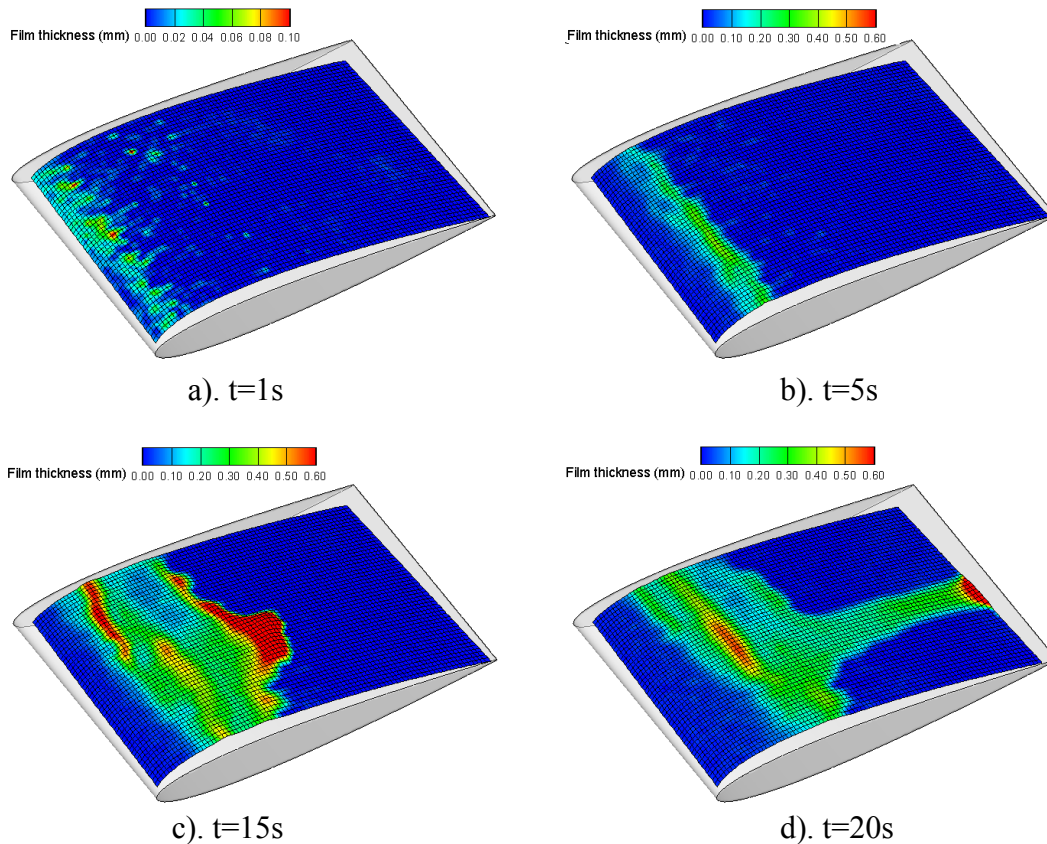 Film thickness (mm) 0.00 0.02 0.04 0.06 0.08 0.10
Film thickness (mm) 0.00 0.10 0.20 0.30 0.40 0.50 0.60
a). t=1s
b). t=5s
Film thickness (mm) 0.00 0.10 0.20 0.30 0.40 0.50 0.60
Film thickness (mm) 0.00 0.10 0.20 0.30 0.40 0.50 0.60
c). t=15s
d). t=20s